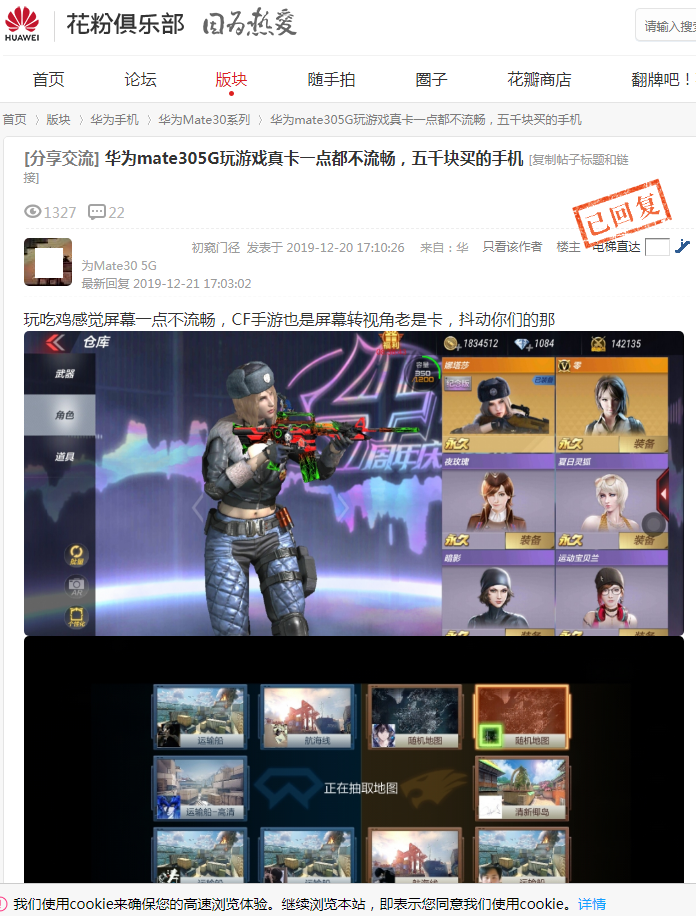 HUAWEI
花粉俱乐部 因为热爱
请输入搜索
首页 论坛 版块 随手拍 圈子 花瓣商店 翻牌吧！
首页 〉版块 〉华为手机 〉华为Mate30系列 〉华为mate305G玩游戏真卡一点都不流畅，五千块买的手机
[分享交流] 华为mate305G玩游戏真卡一点都不流畅，五千块买的手机 [复制帖子标题和链
接]
1327 22
已回复
初窥门径 发表于 2019-12-20 17:10:26 来自：华 只看该作者 楼主 电梯直达
为Mate30 5G
最新回复 2019-12-21 17:03:02
玩吃鸡感觉屏幕一点不流畅，CF手游也是屏幕转视角老是卡，抖动你们的那
仓库
福利
容量
950
1200
1834512 1084 142135
武器
角色
道具
周年庆
娜塔莎
零
已装备
永久
永久 装备
夜玫瑰
夏日灵狐
永久 装备
永久 装备
暗影
运动宝贝兰
批量
AR
个性化
运输船 航海线 随机地图 随机地图
正在抽取地图
运输船-高清 清新椰岛
我们使用cookie来确保您的高速浏览体验。继续浏览本站，即表示您同意我们使用cookie。 详情